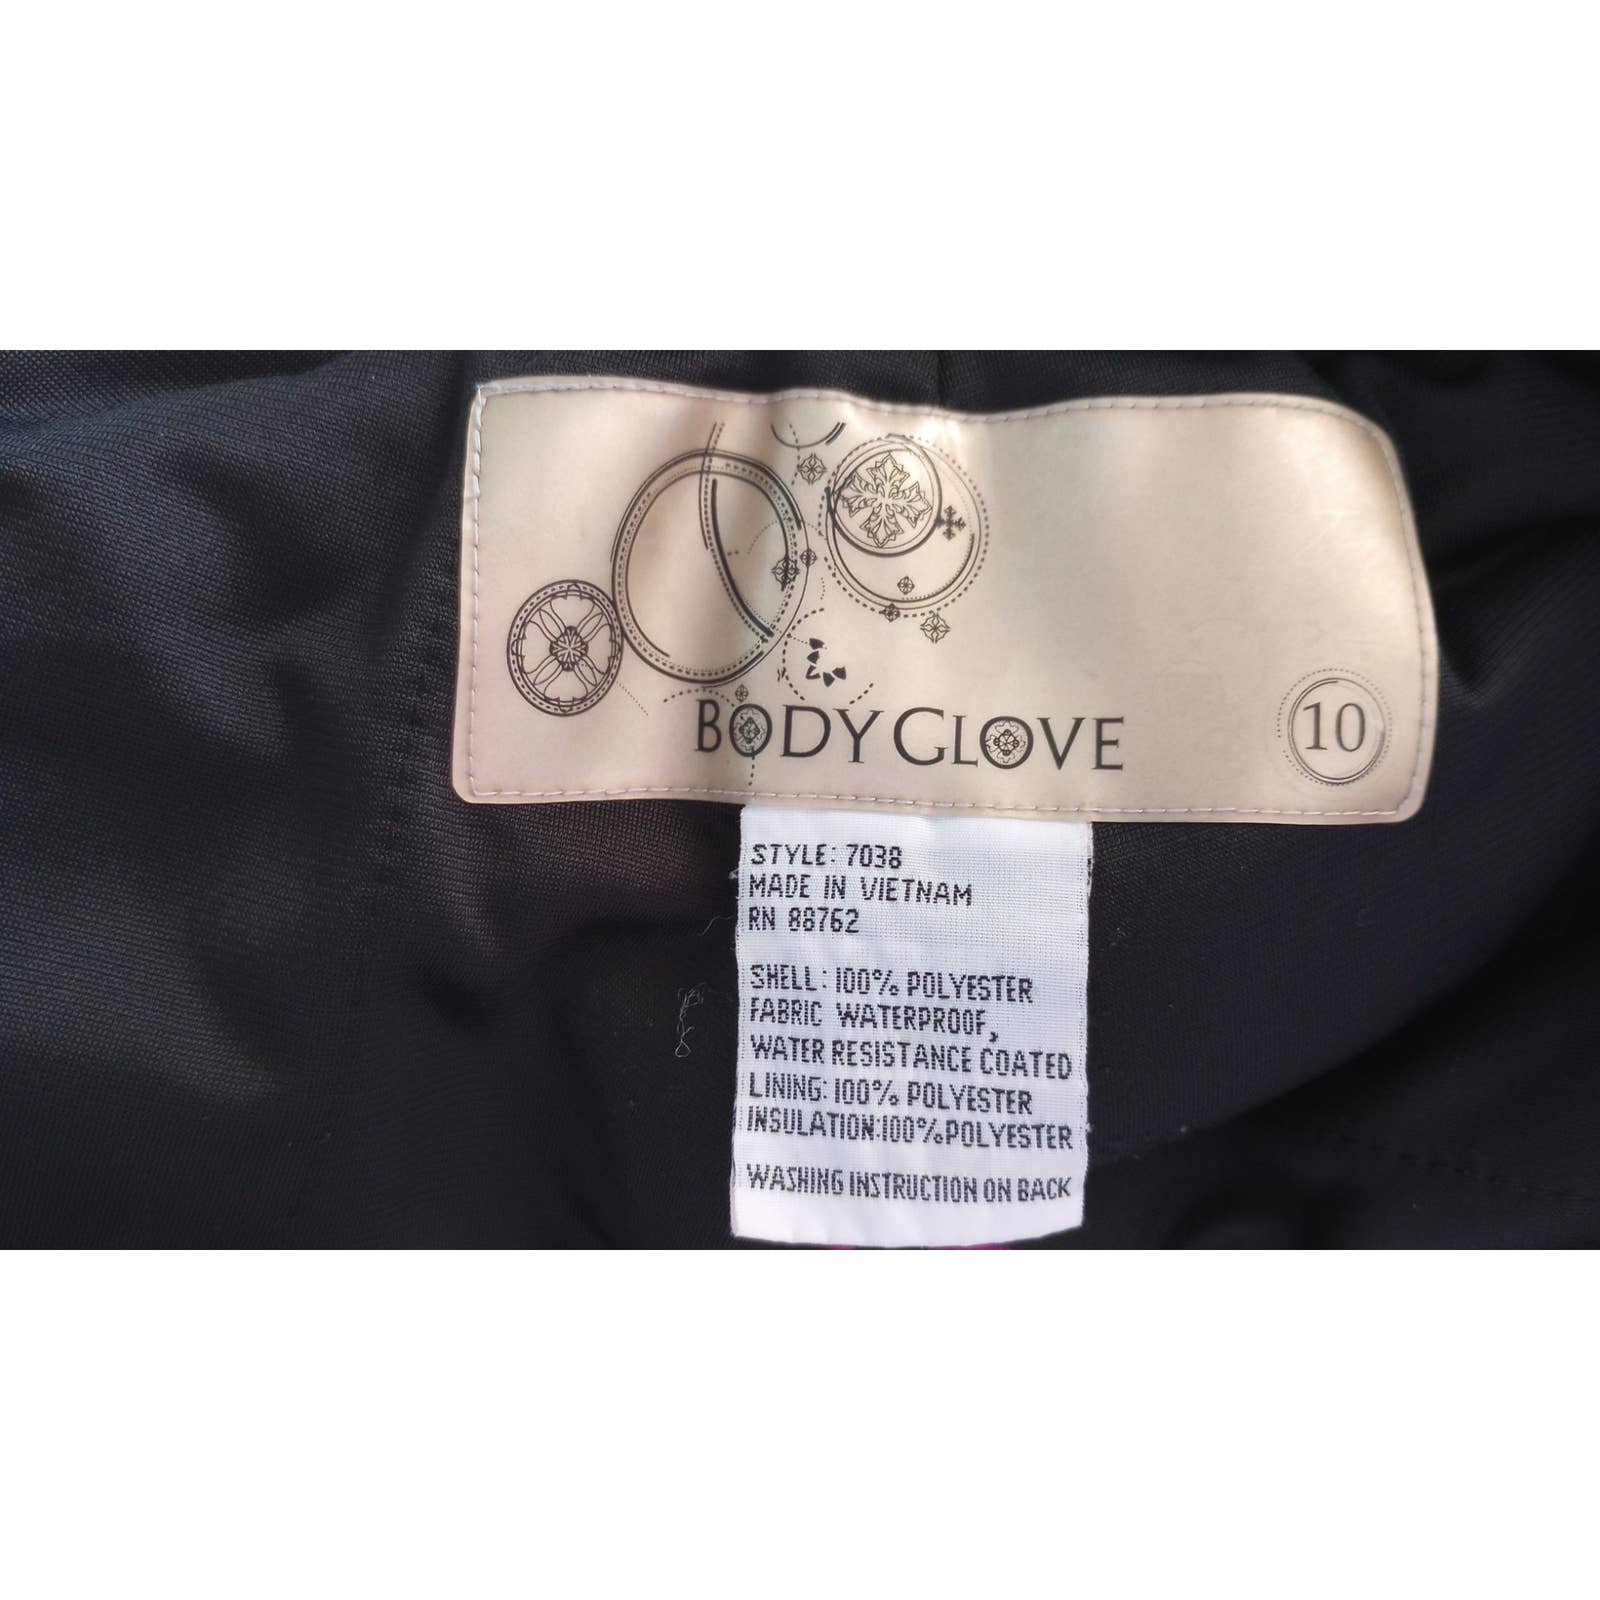 BODY GLOVE
10
STYLE: 7038
MADE IN VIETNAM
RN 88762
SHELL: 100% POLYESTER
FABRIC WATERPROOF,
WATER RESISTANCE COATED
LINING: 100% POLYESTER
INSULATION:100%POLYESTER
WASHING INSTRUCTION ON BACK